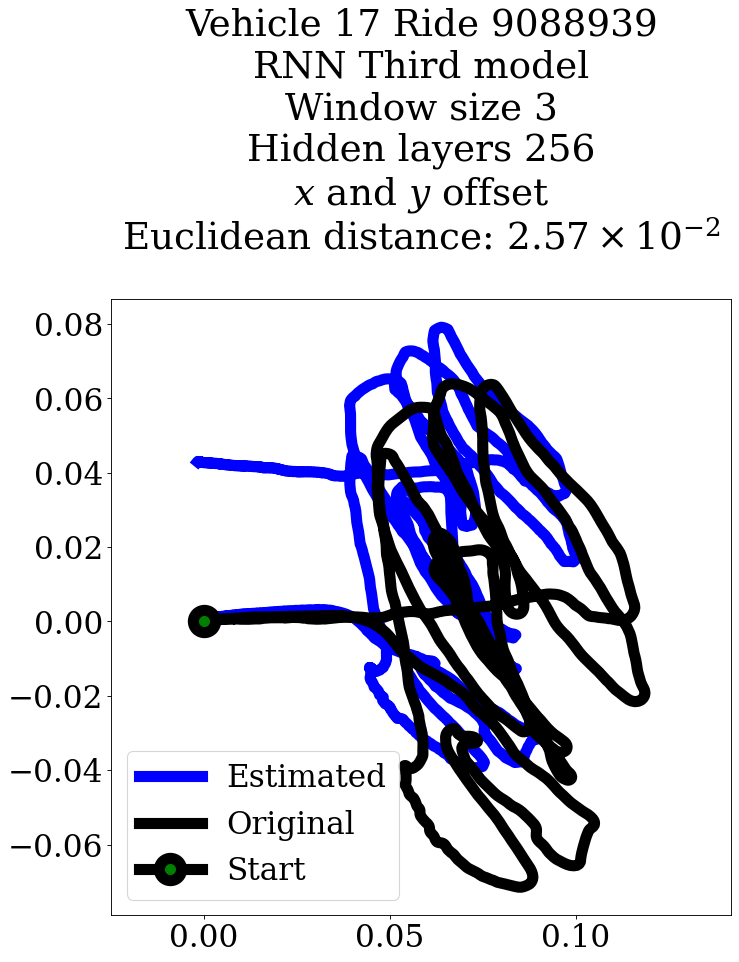 Vehicle 17 Ride 9088939
RNN Third model
Window size 3
Hidden layers 256
x and y offset
Euclidean distance: 2.57 × 10⁻²
0.08
0.06
0.04
0.02
0.00
−0.02
−0.04
−0.06
Estimated
Original
Start
0.00 0.05 0.10